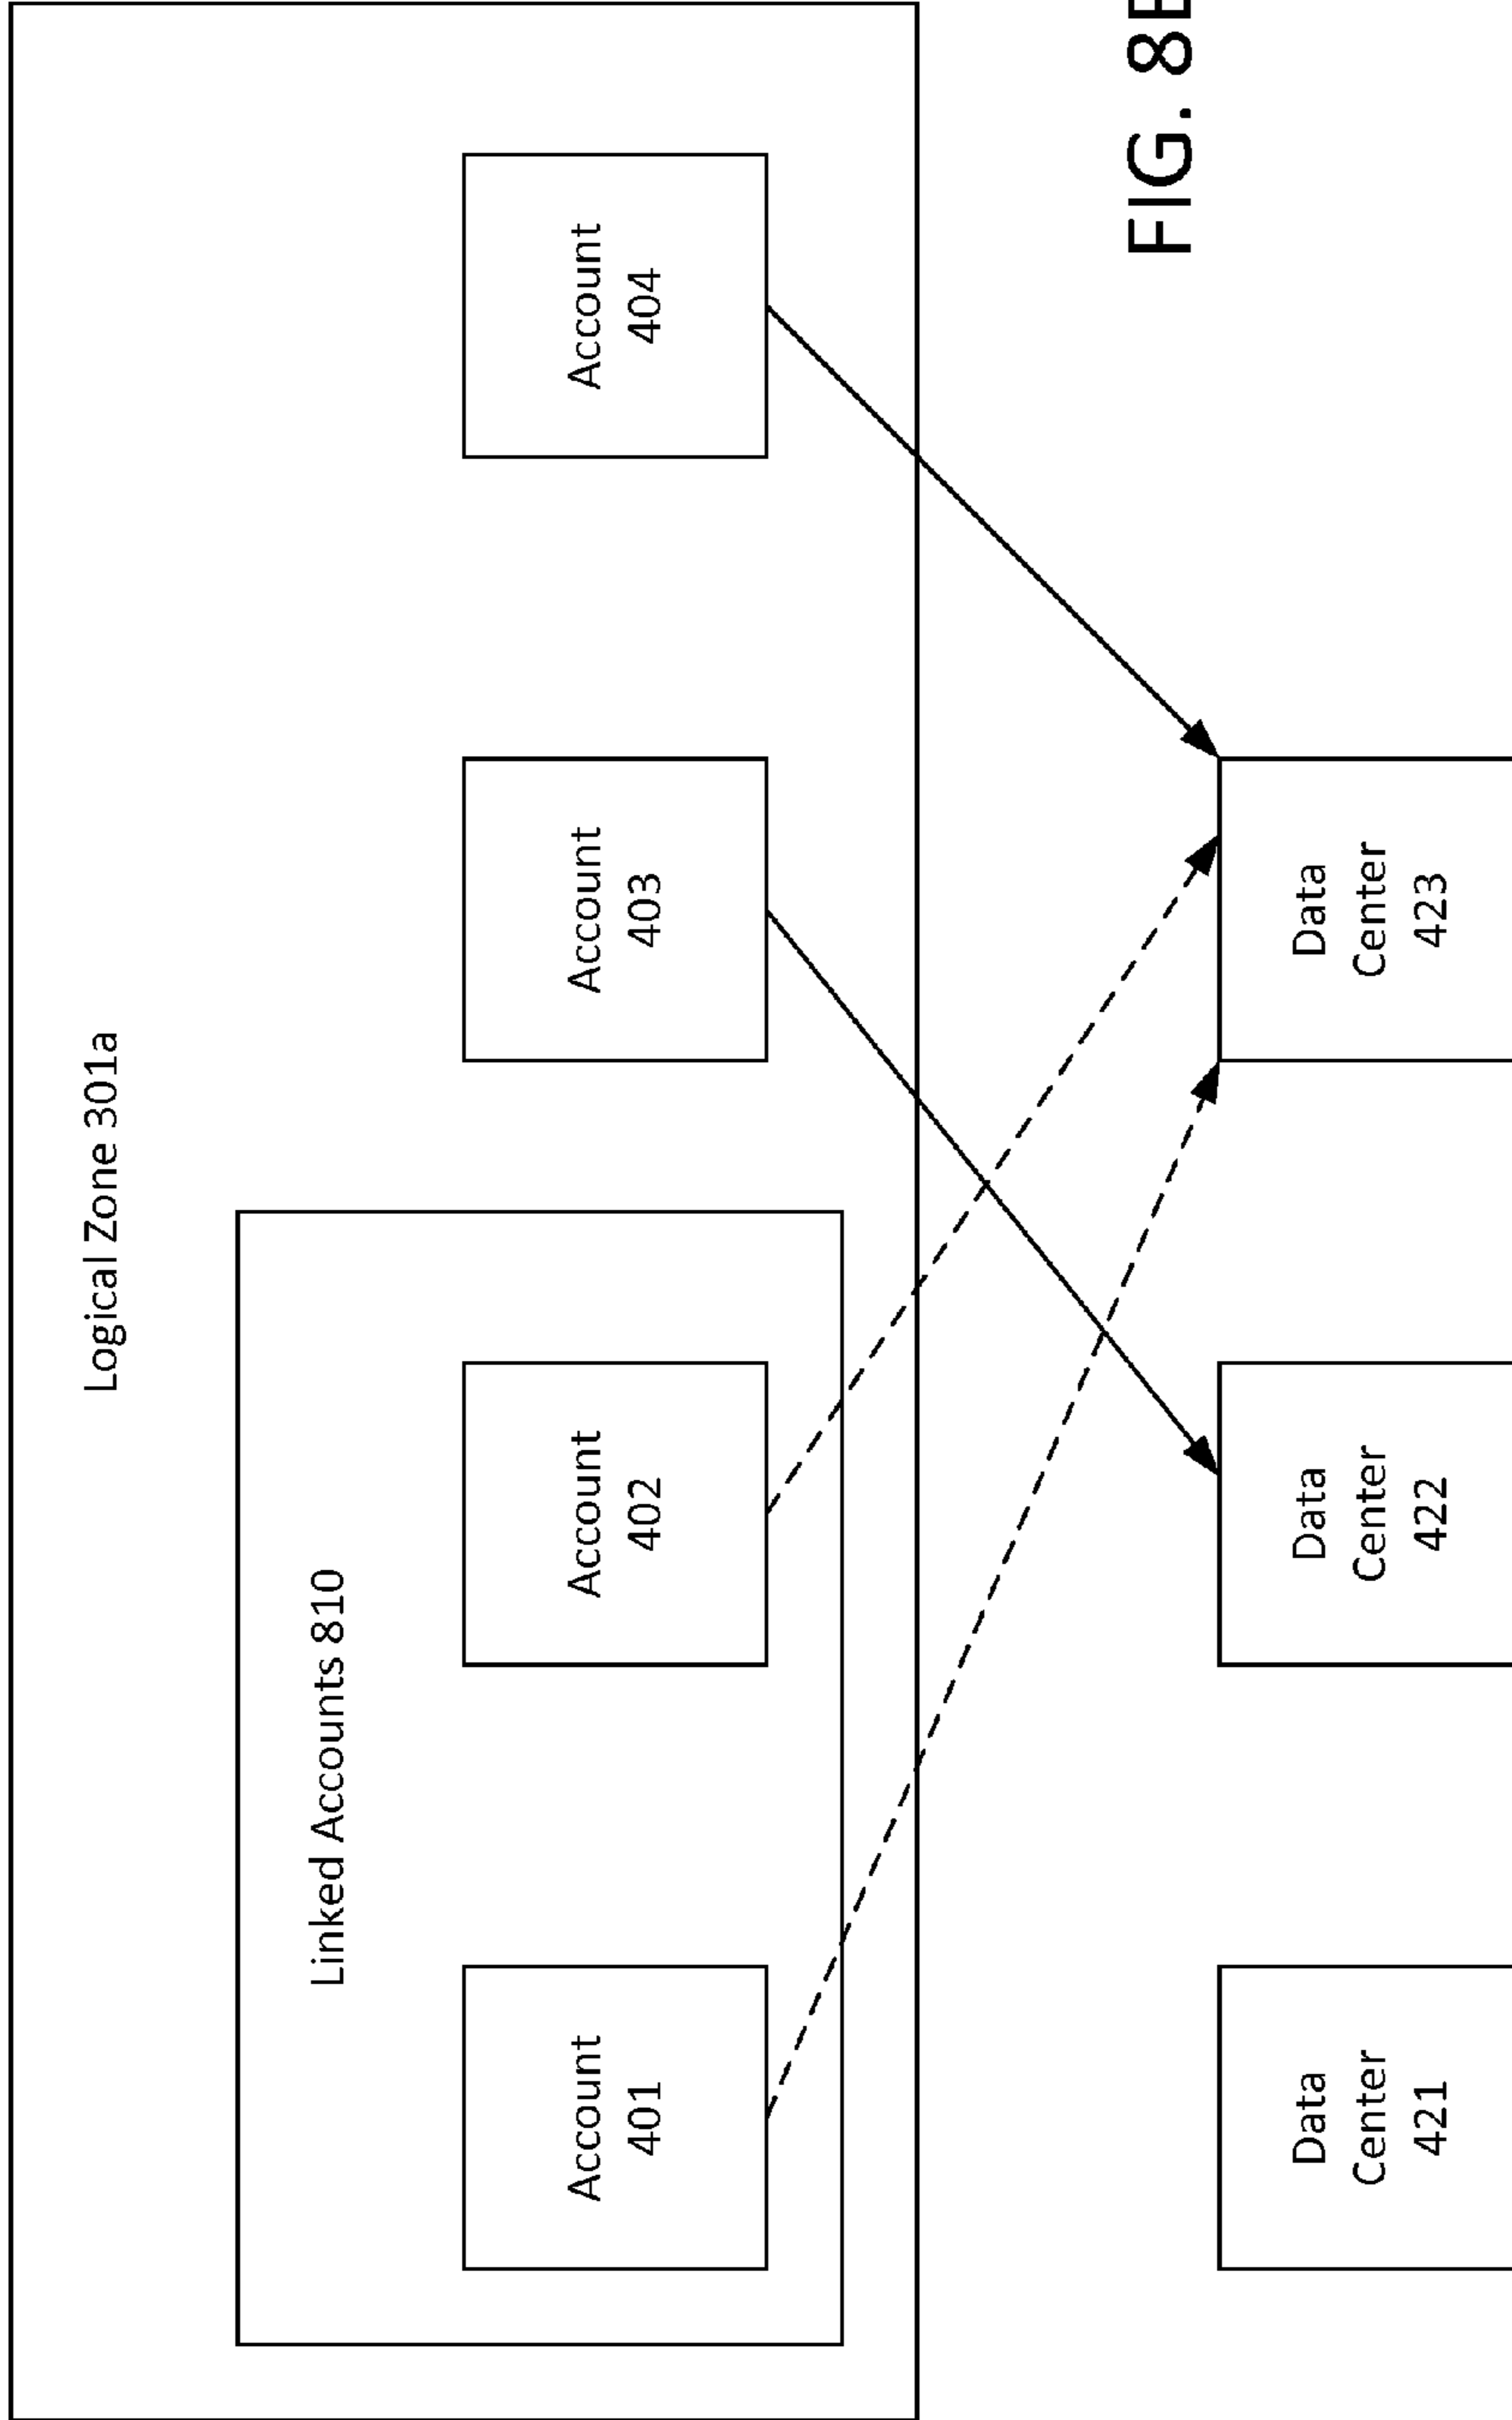 Logical Zone 301a
Linked Accounts 810
Account
401
Account
402
Account
403
Account
404
Data
Center
421
Data
Center
422
Data
Center
423
FIG. 8B